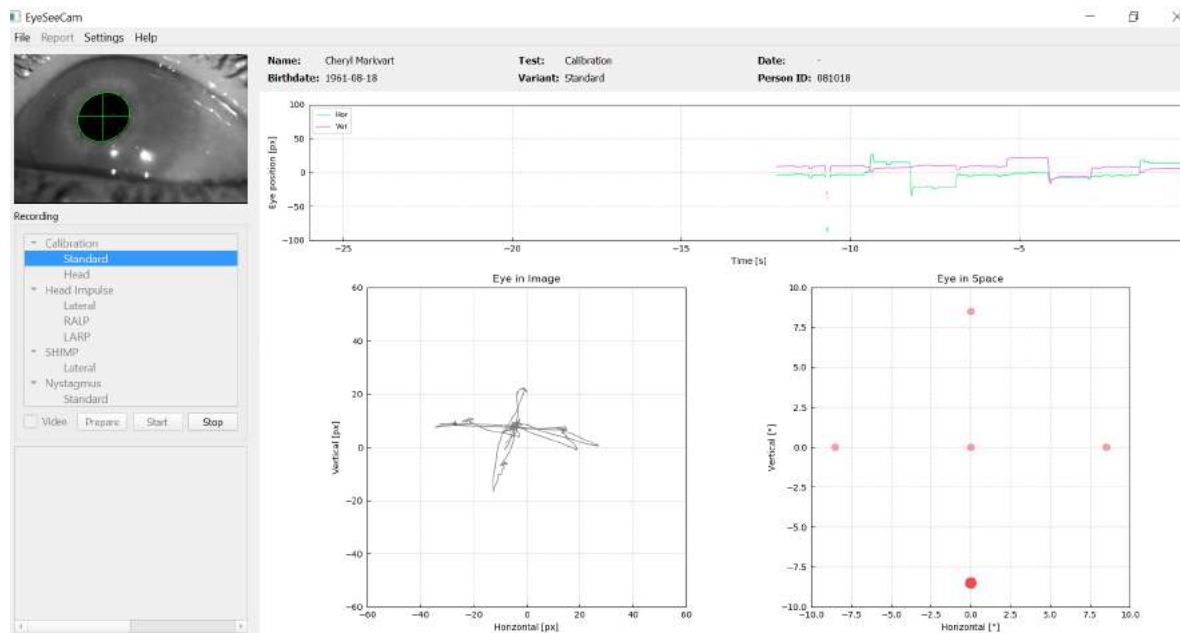 EyeSeeCam
File Report Settings Help
Name: Cheryl Markvart Test: Calibration Date: -
Birthdate: 1961-08-18 Variant: Standard Person ID: 081018
Recording
Calibration
Standard
Head
Head Impulse
Lateral
RALP
LARP
SHIMP
Lateral
Nystagmus
Standard
Video Prepare Start Stop
100
50
0
−50
−100
Eye position [px]
Hor
Ver
−25 −20 −15 −10 −5
Time [s]
Eye in Image
60
40
20
0
−20
−40
−60
Vertical [px]
−60 −40 −20 0 20 40 60
Horizontal [px]
Eye in Space
10.0
7.5
5.0
2.5
0.0
−2.5
−5.0
−7.5
−10.0
Vertical [°]
−10.0 −7.5 −5.0 −2.5 0.0 2.5 5.0 7.5 10.0
Horizontal [°]